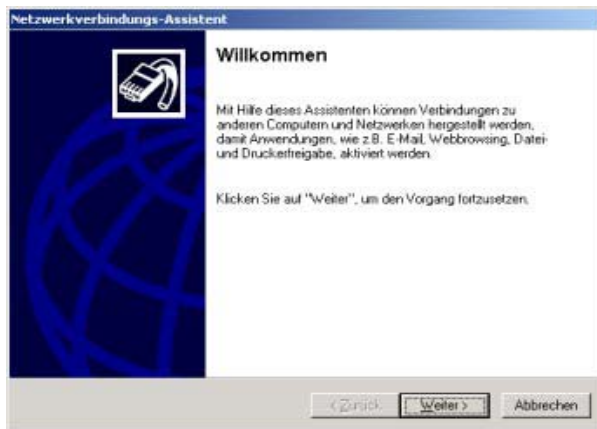 Netzwerkverbindungs-Assistent
Willkommen
Mit Hilfe dieses Assistenten können Verbindungen zu
anderen Computern und Netzwerken hergestellt werden,
damit Anwendungen, wie z.B. E-Mail, Webbrowsing, Datei-
und Druckerfreigabe, aktiviert werden.
Klicken Sie auf "Weiter", um den Vorgang fortzusetzen.
< Zurück Weiter > Abbrechen